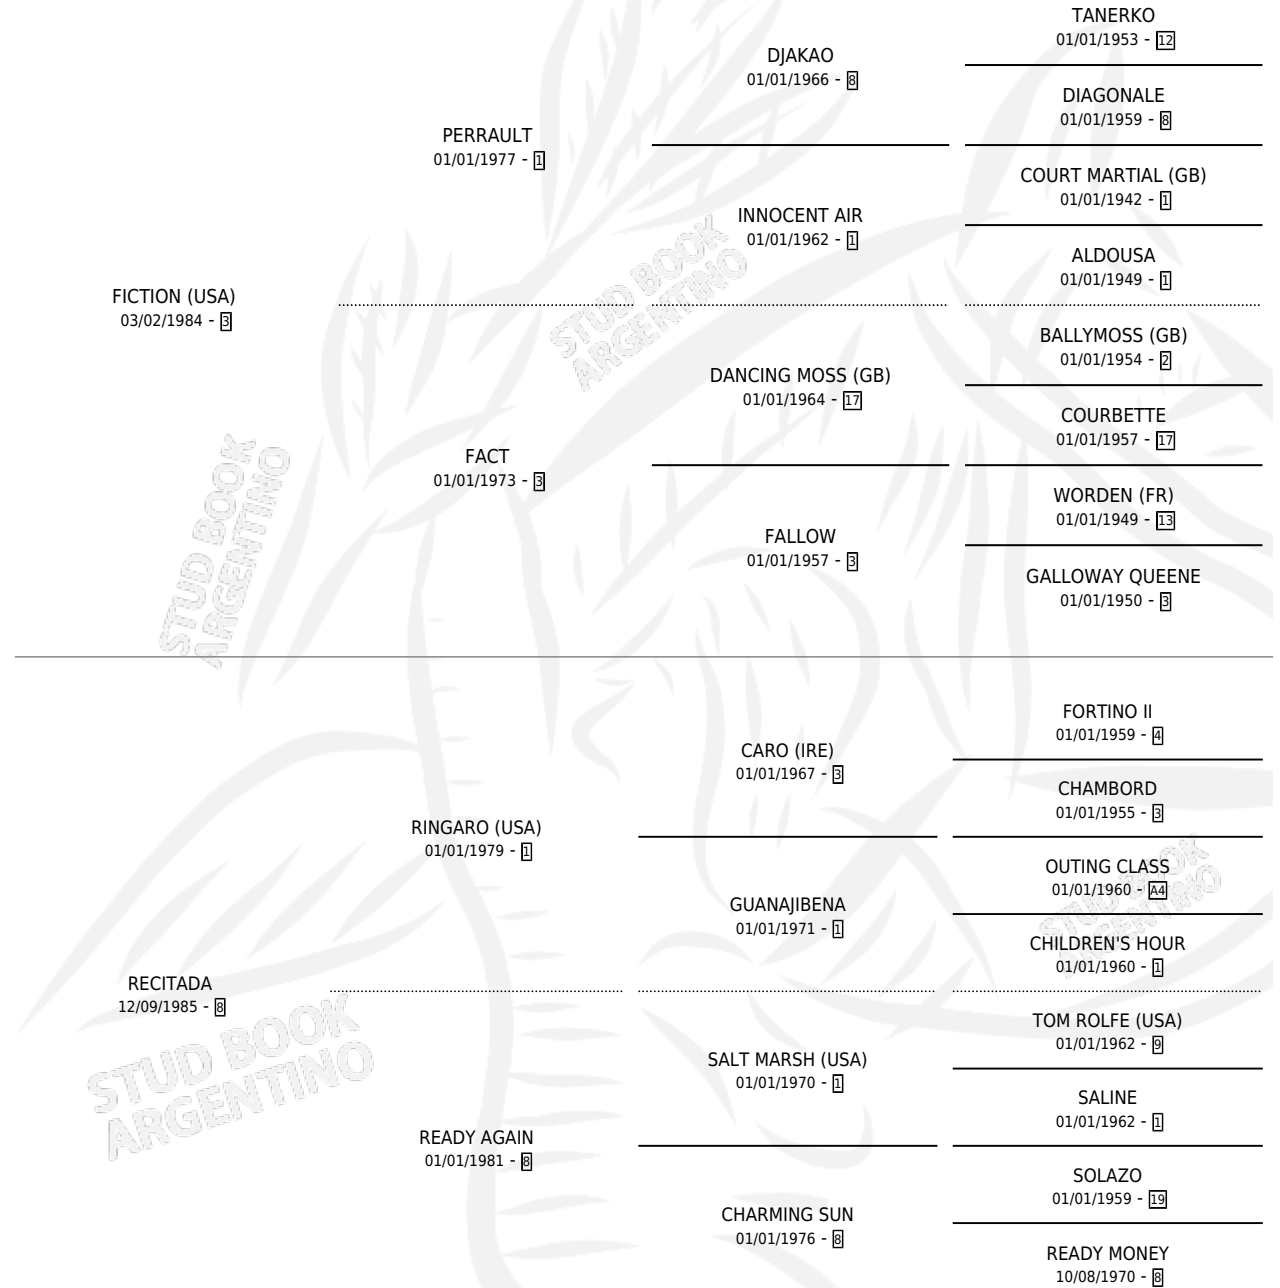 TANERKO
01/01/1953 - 12
DJAKAO
01/01/1966 - 8
DIAGONALE
01/01/1959 - 8
PERRAULT
01/01/1977 - 1
COURT MARTIAL (GB)
01/01/1942 - 1
INNOCENT AIR
01/01/1962 - 1
ALDOUSA
01/01/1949 - 1
FICTION (USA)
03/02/1984 - 3
STUD BOOK
ARGENTINO
BALLYMOSS (GB)
01/01/1954 - 2
DANCING MOSS (GB)
01/01/1964 - 17
COURBETTE
01/01/1957 - 17
FACT
01/01/1973 - 3
WORDEN (FR)
01/01/1949 - 13
FALLOW
01/01/1957 - 3
GALLOWAY QUEENE
01/01/1950 - 3
STUD BOOK
ARGENTINO
FORTINO II
01/01/1959 - 4
CARO (IRE)
01/01/1967 - 3
CHAMBORD
01/01/1955 - 3
RINGARO (USA)
01/01/1979 - 1
OUTING CLASS
01/01/1960 - A4
GUANAJIBENA
01/01/1971 - 1
CHILDREN'S HOUR
01/01/1960 - 1
STUD BOOK
ARGENTINO
RECITADA
12/09/1985 - 8
TOM ROLFE (USA)
01/01/1962 - 9
SALT MARSH (USA)
01/01/1970 - 1
SALINE
01/01/1962 - 1
STUD BOOK
ARGENTINO
READY AGAIN
01/01/1981 - 8
SOLAZO
01/01/1959 - 19
CHARMING SUN
01/01/1976 - 8
READY MONEY
10/08/1970 - 8